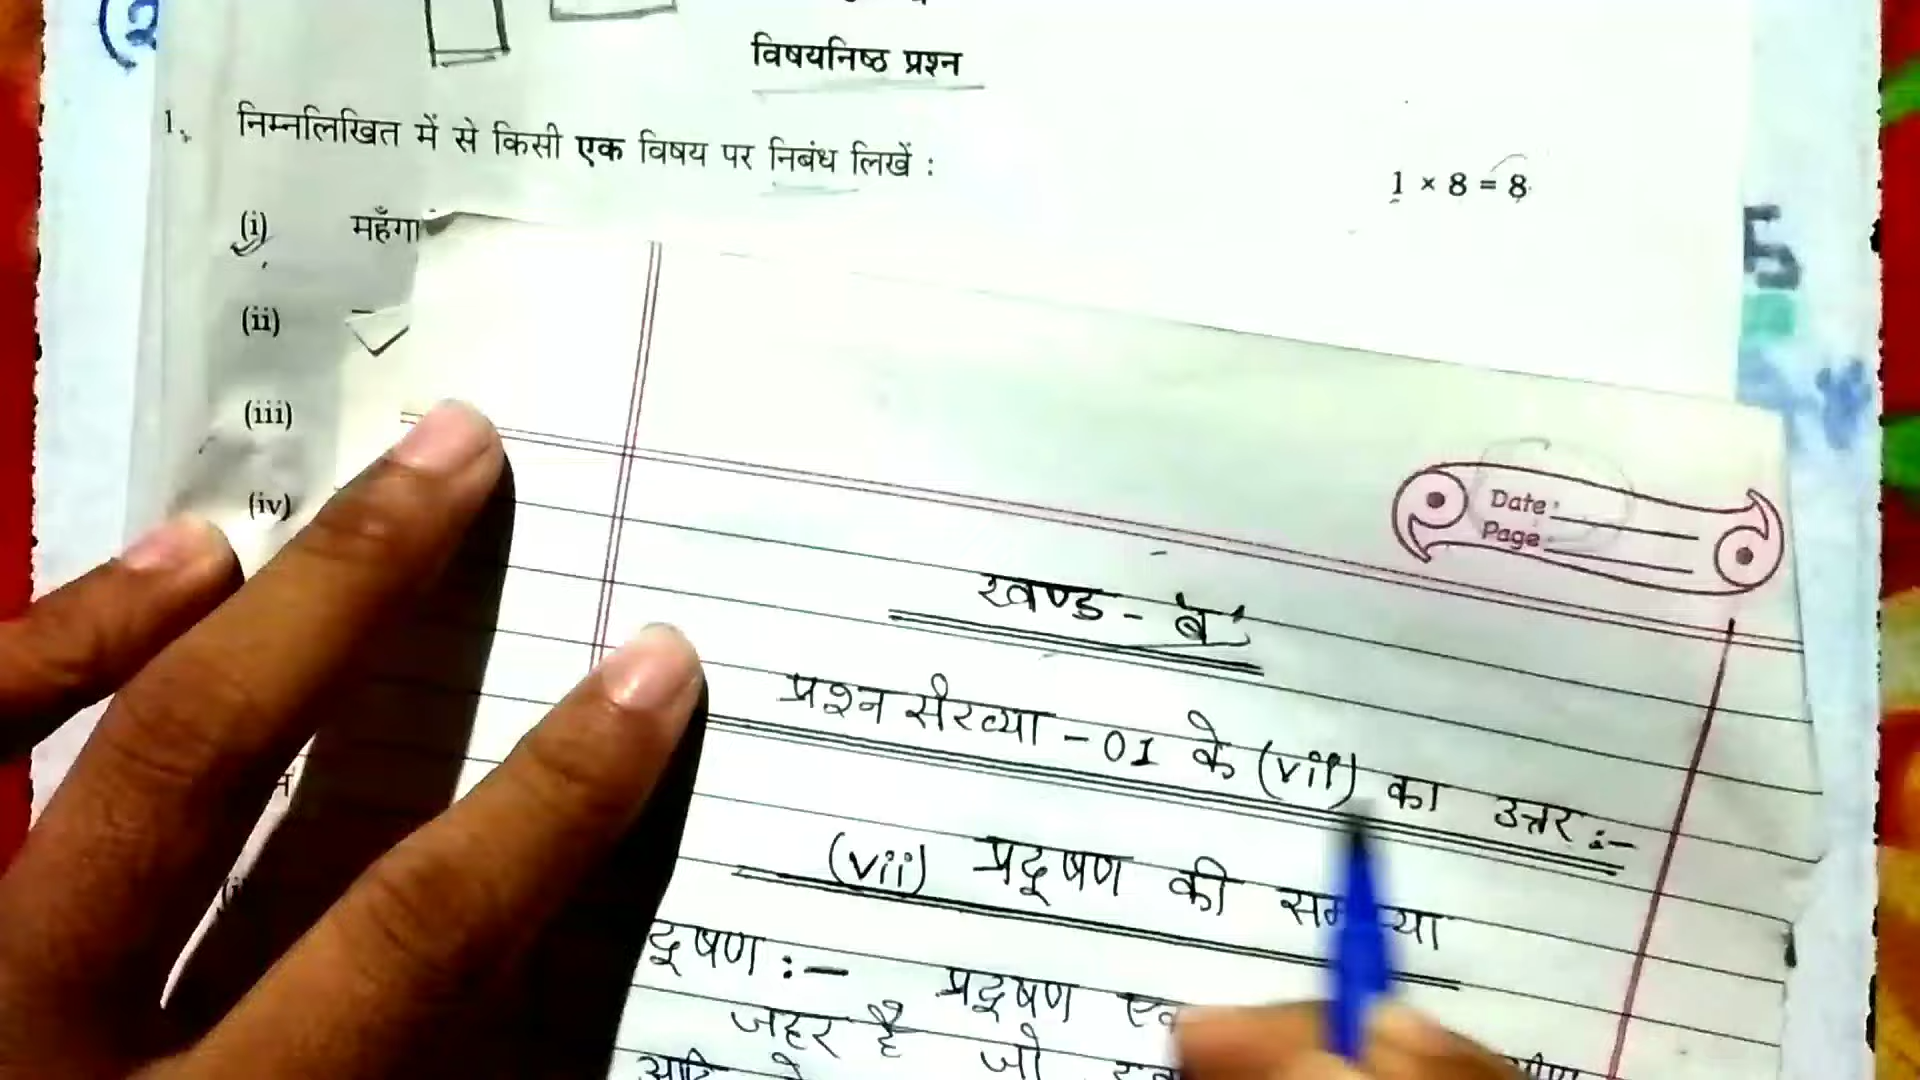 विषयनिष्ठ प्रश्न
1. निम्नलिखित में से किसी एक विषय पर निबंध लिखें :
1 × 8 = 8
(i) महँगा
(ii)
(iii)
(iv)
Date:
Page:
खण्ड - 'ब'
प्रश्न संख्या - 01 के (vii) का उत्तर :-
(vii) प्रदूषण की
दूषण :- प्रदूषण
जहर है जो